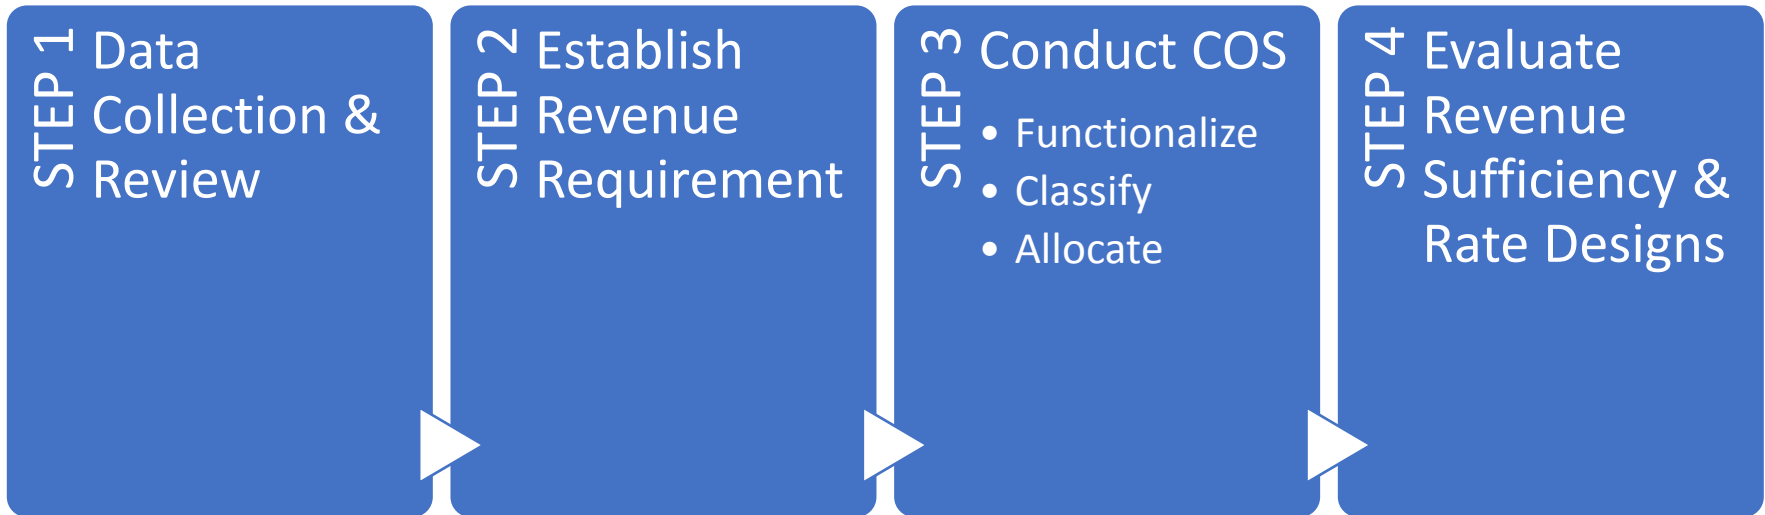 STEP 1
Data
Collection &
Review
STEP 2
Establish
Revenue
Requirement
STEP 3
Conduct COS
• Functionalize
• Classify
• Allocate
STEP 4
Evaluate
Revenue
Sufficiency &
Rate Designs